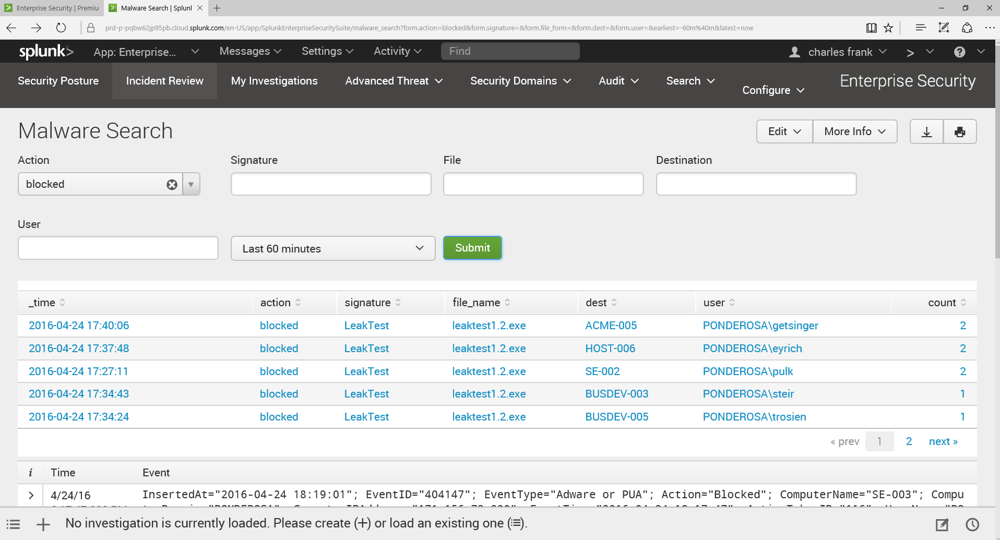 Enterprise Security | Premiu
Malware Search | Splunl
prd-p-pqbw62jp95pb.cloud.splunk.com/en-US/app/SplunkEnterpriseSecuritySuite/malware_search?form.action=blocked&form.signature=&form.file_form=&form.dest=&form.user=&earliest=-60m%40m&latest=now
splunk> App: Enterprise... Messages Settings Activity Find charles frank > ?
Security Posture Incident Review My Investigations Advanced Threat Security Domains Audit Search Configure Enterprise Security
Malware Search
Edit More Info
Action Signature File Destination
blocked
User
Last 60 minutes Submit
_time action signature file_name dest user count
2016-04-24 17:40:06 blocked LeakTest leaktest1.2.exe ACME-005 PONDEROSA\getsinger 2
2016-04-24 17:37:48 blocked LeakTest leaktest1.2.exe HOST-006 PONDEROSA\eyrich 2
2016-04-24 17:27:11 blocked LeakTest leaktest1.2.exe SE-002 PONDEROSA\pulk 2
2016-04-24 17:34:43 blocked LeakTest leaktest1.2.exe BUSDEV-003 PONDEROSA\steir 1
2016-04-24 17:34:24 blocked LeakTest leaktest1.2.exe BUSDEV-005 PONDEROSA\trosien 1
« prev 1 2 next »
i Time Event
> 4/24/16 InsertedAt="2016-04-24 18:19:01"; EventID="404147"; EventType="Adware or PUA"; Action="Blocked"; ComputerName="SE-003"; Compu
No investigation is currently loaded. Please create (+) or load an existing one (≔).